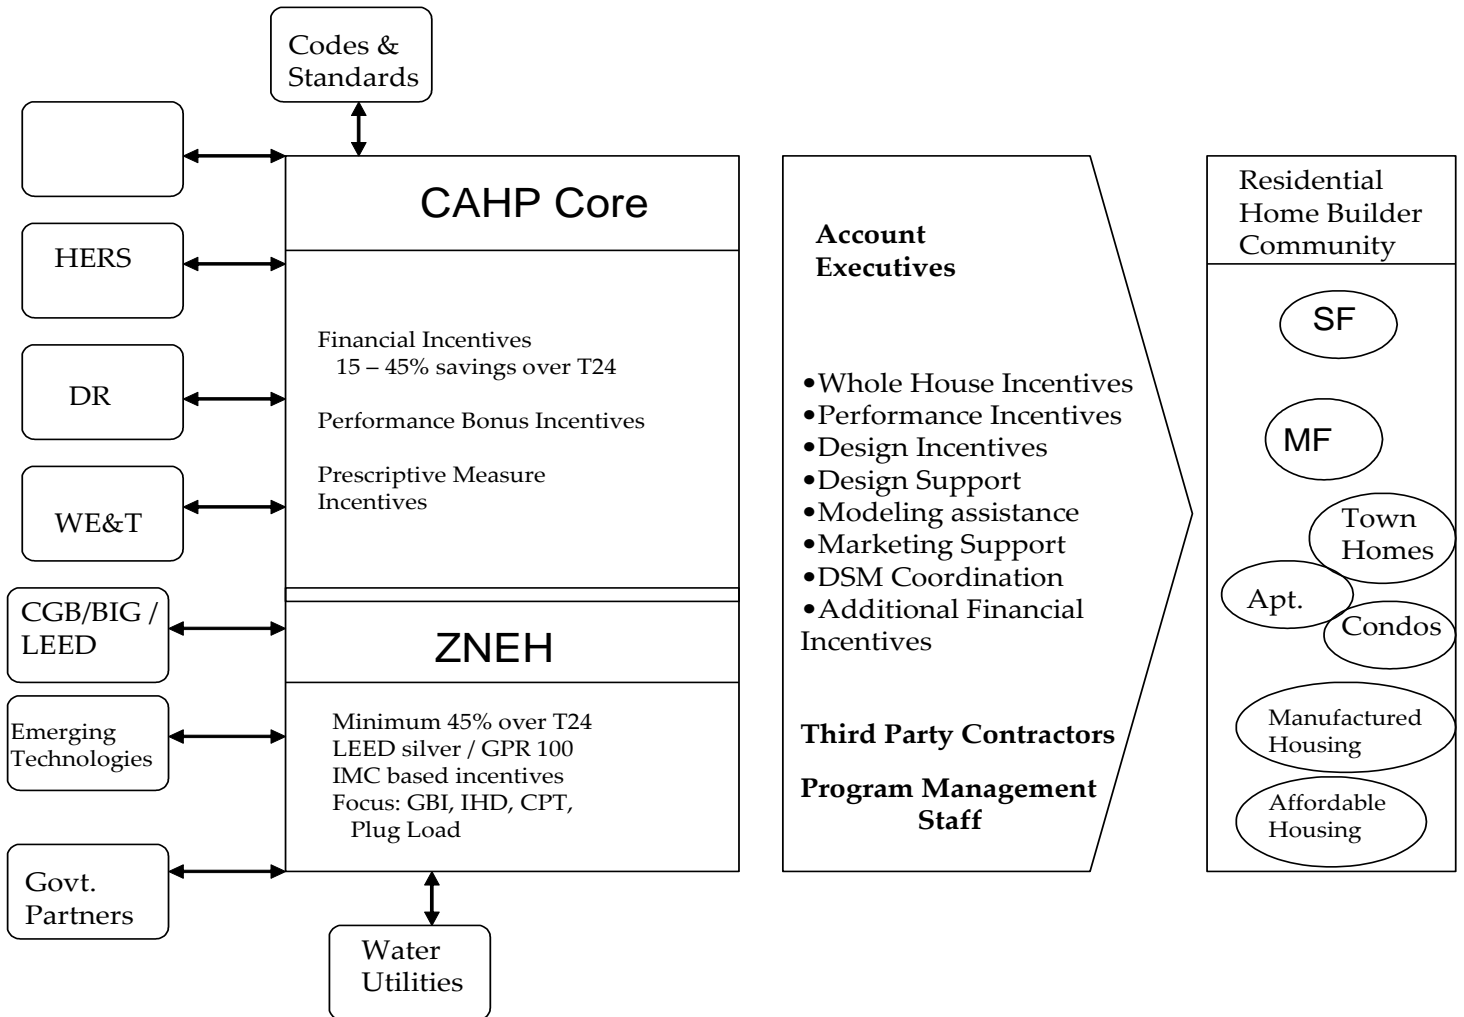 Codes &
Standards
HERS
DR
WE&T
CGB/BIG /
LEED
Emerging
Technologies
Govt.
Partners
CAHP Core
Financial Incentives
15 – 45% savings over T24
Performance Bonus Incentives
Prescriptive Measure
Incentives
ZNEH
Minimum 45% over T24
LEED silver / GPR 100
IMC based incentives
Focus: GBI, IHD, CPT,
Plug Load
Water
Utilities
Account
Executives
•Whole House Incentives
•Performance Incentives
•Design Incentives
•Design Support
•Modeling assistance
•Marketing Support
•DSM Coordination
•Additional Financial
Incentives
Third Party Contractors
Program Management
Staff
Residential
Home Builder
Community
SF
MF
Town
Homes
Apt.
Condos
Manufactured
Housing
Affordable
Housing